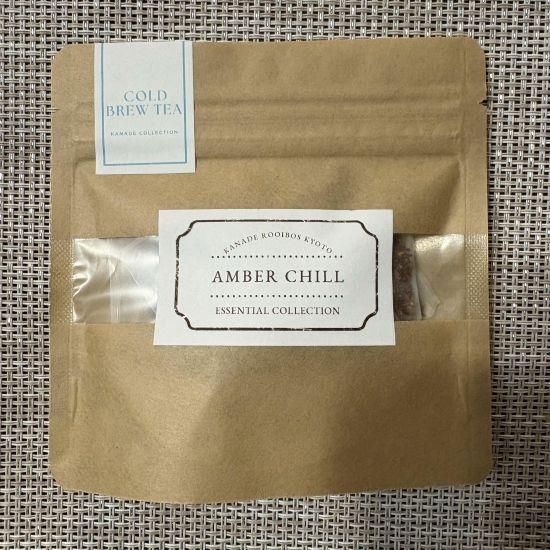 COLD
BREW TEA
KANADE COLLECTION
KANADE ROOIBOS KYOTO
AMBER CHILL
ESSENTIAL COLLECTION